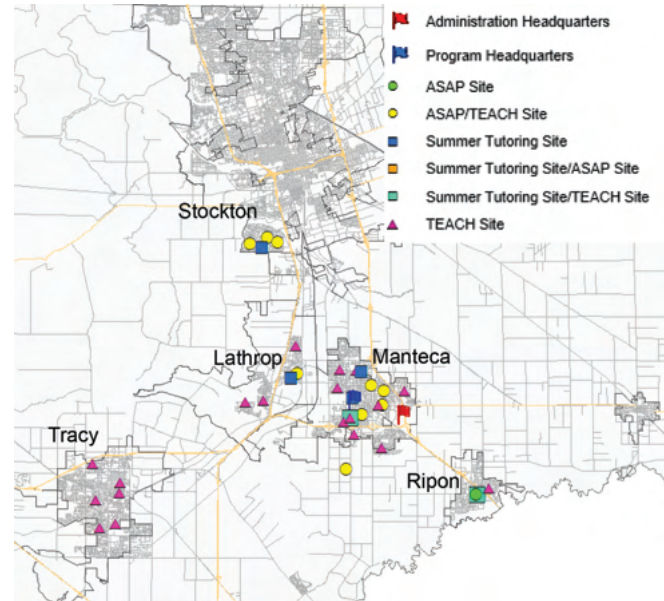 Administration Headquarters
Program Headquarters
ASAP Site
ASAP/TEACH Site
Summer Tutoring Site
Summer Tutoring Site/ASAP Site
Summer Tutoring Site/TEACH Site
TEACH Site
Stockton
Lathrop
Manteca
Tracy
Ripon